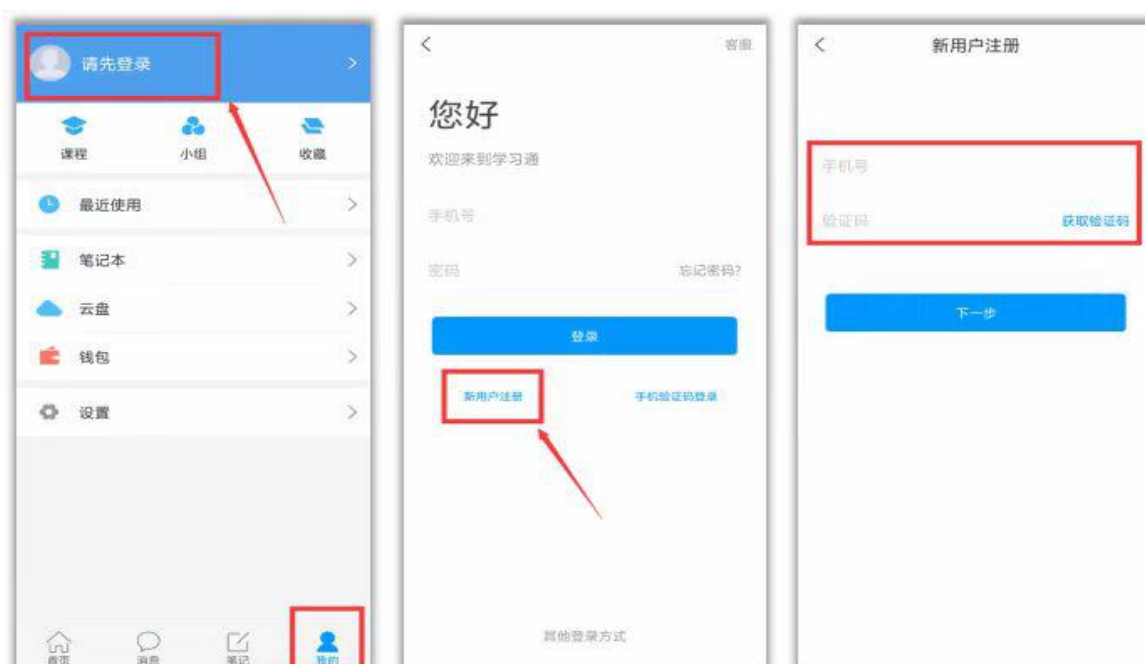 请先登录
课程
小组
收藏
最近使用
笔记本
云盘
钱包
设置
首页
消息
笔记
我的
客服
您好
欢迎来到学习通
手机号
密码
忘记密码?
登录
新用户注册
手机验证码登录
其他登录方式
新用户注册
手机号
验证码
获取验证码
下一步